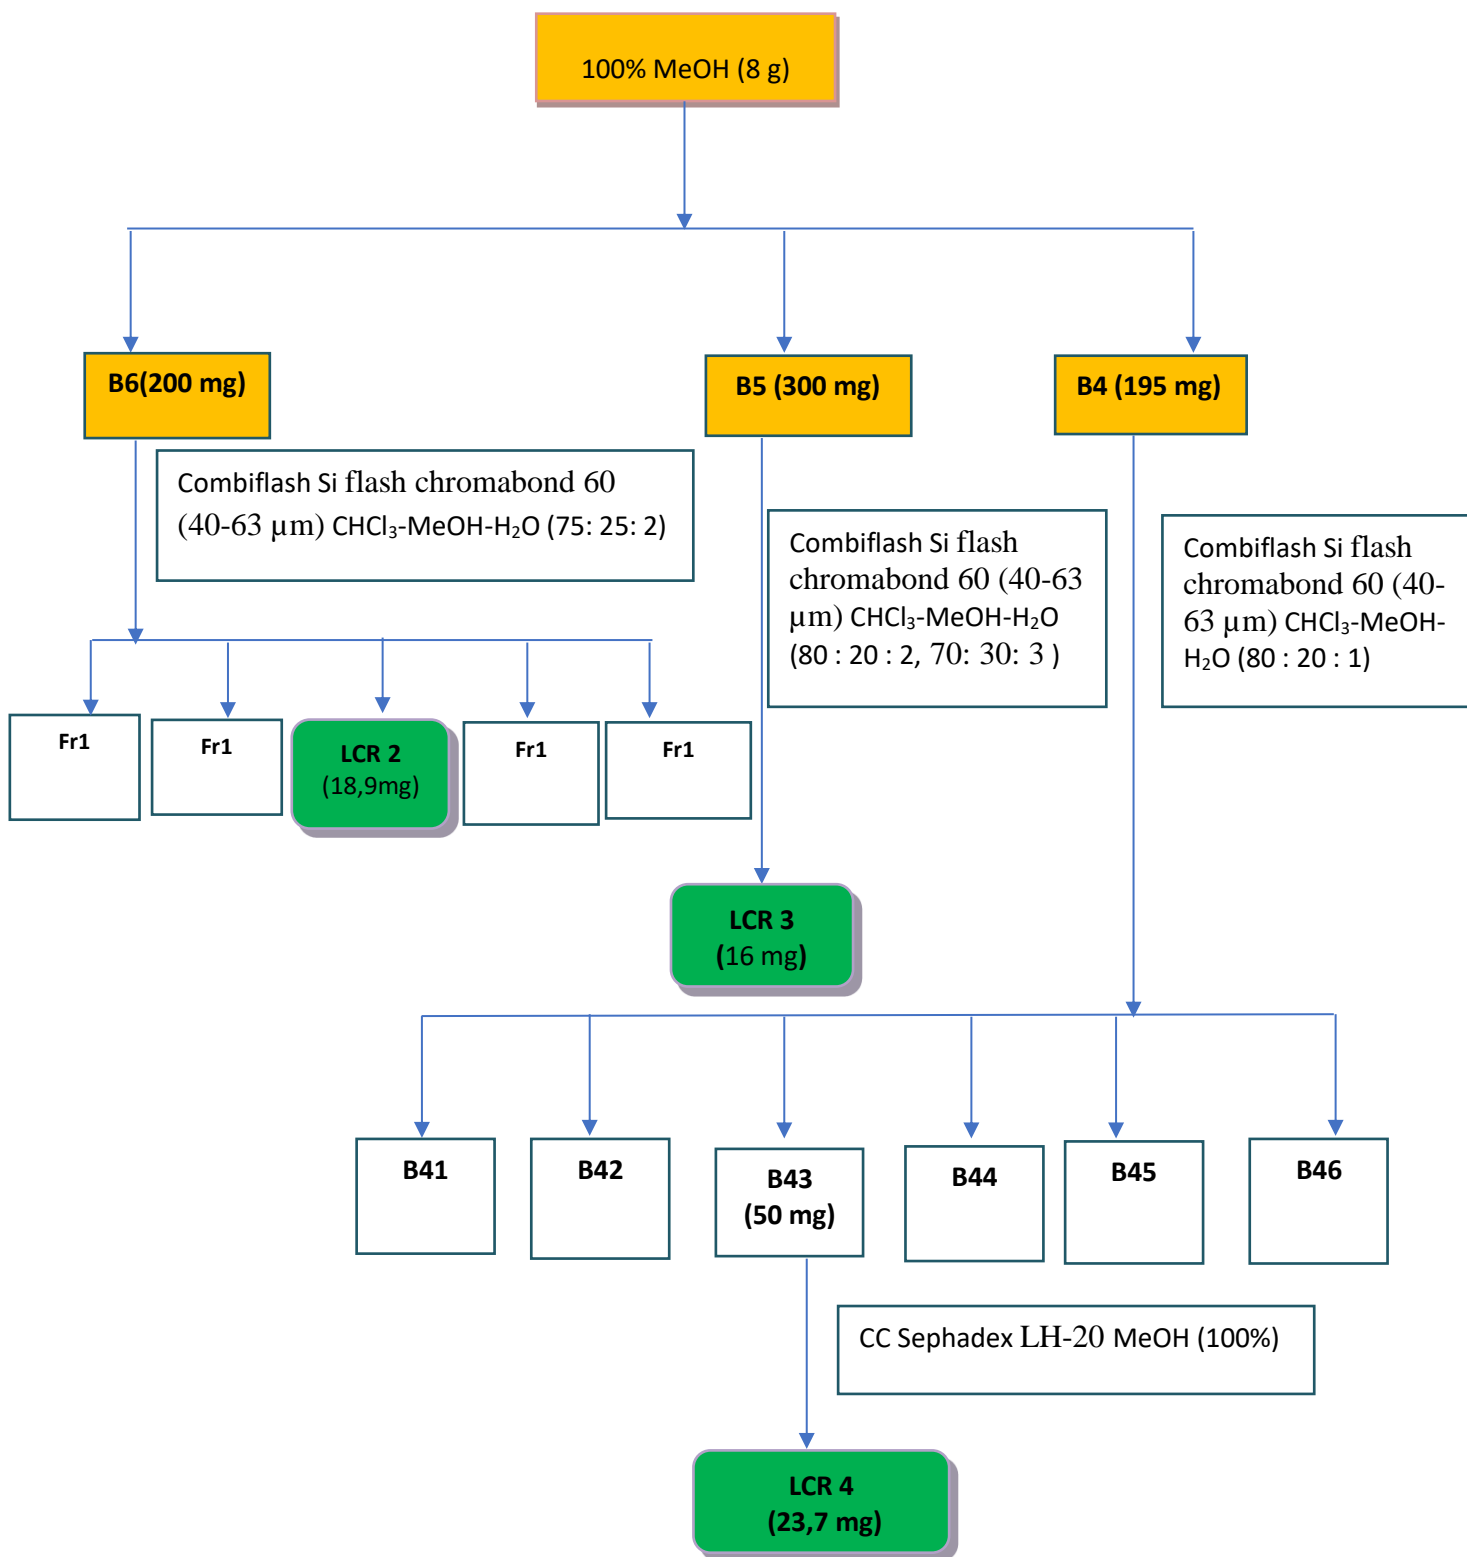 100% MeOH (8 g)
B6(200 mg)
B5 (300 mg)
B4 (195 mg)
Combiflash Si flash chromabond 60
(40-63 µm) CHCl₃-MeOH-H₂O (75: 25: 2)
Combiflash Si flash
chromabond 60 (40-63
µm) CHCl₃-MeOH-H₂O
(80 : 20 : 2, 70: 30: 3 )
Combiflash Si flash
chromabond 60 (40-
63 µm) CHCl₃-MeOH-
H₂O (80 : 20 : 1)
Fr1
Fr1
LCR 2
(18,9mg)
Fr1
Fr1
LCR 3
(16 mg)
B41
B42
B43
(50 mg)
B44
B45
B46
CC Sephadex LH-20 MeOH (100%)
LCR 4
(23,7 mg)